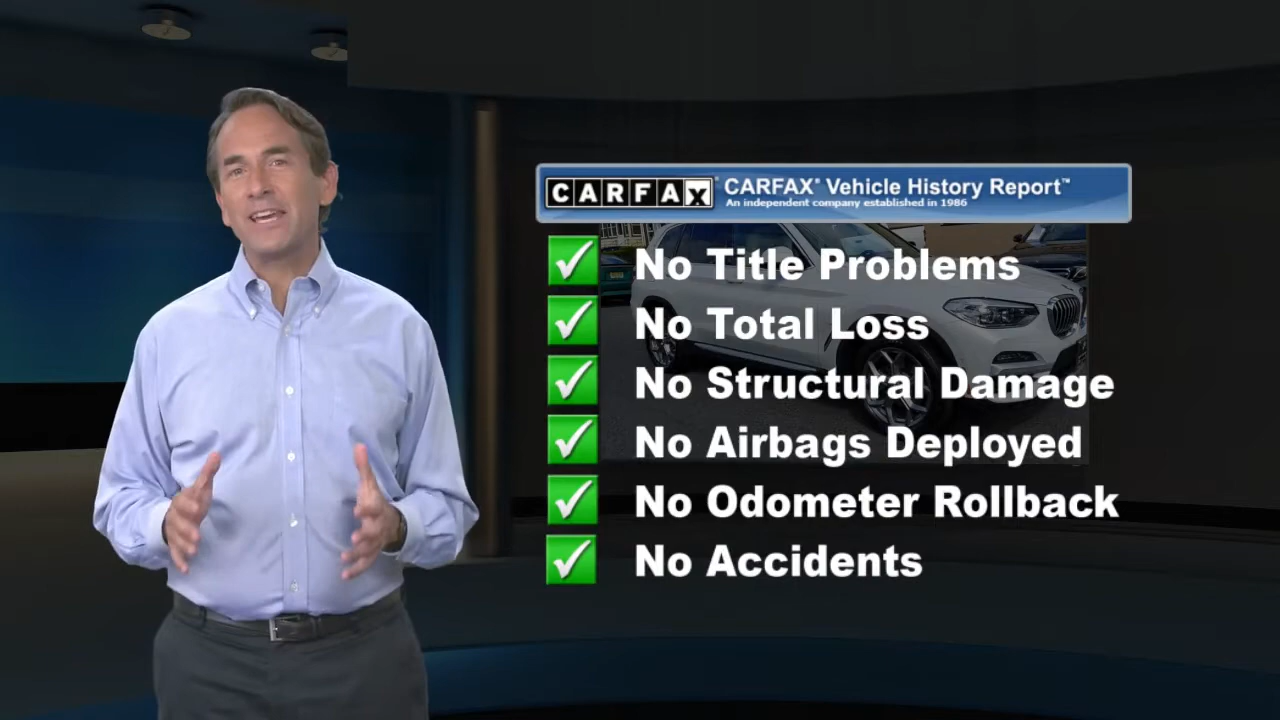 CARFAX® CARFAX® Vehicle History Report™
An independent company established in 1986
No Title Problems
No Total Loss
No Structural Damage
No Airbags Deployed
No Odometer Rollback
No Accidents